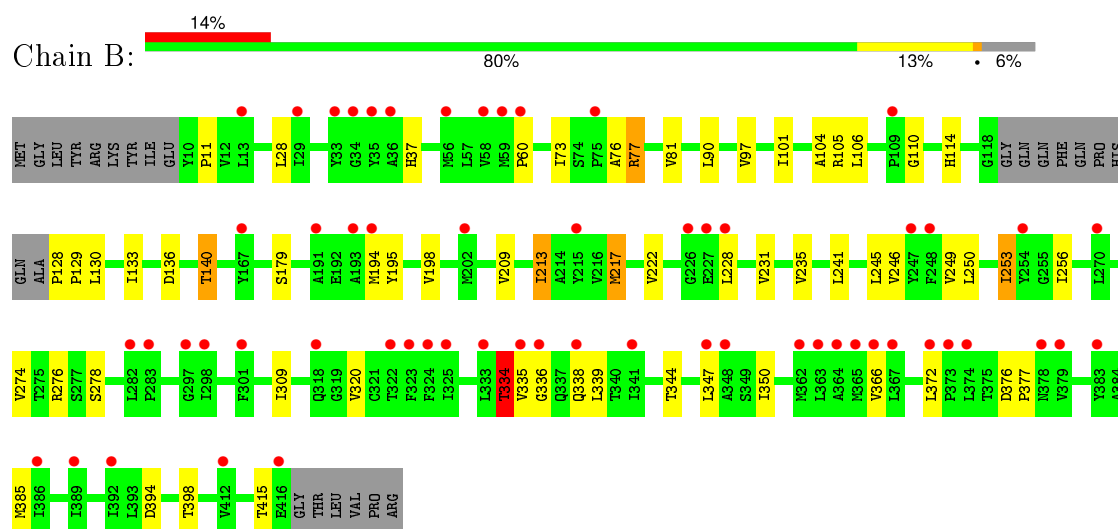 14%
Chain B:
80% 13% • 6%
MET GLY LEU TYR ARG LYS TYR ILE GLU Y10 P11 V12 L13 L28 I29 Y33 G34 Y35 A36 H37 M56 L57 V58 M59 P60 I73 S74 P75 A76 R77 V81 L90 V97 I101 A104 R105 L106 P109 G110 H114 G118 GLY GLN GLN PHE GLN PRO HIS
GLN ALA P128 P129 L130 I133 D136 T140 Y167 S179 A191 E192 A193 M194 Y195 V198 M202 V209 I213 A214 Y215 V216 M217 V222 G226 E227 L228 V231 V235 L241 L245 V246 Y247 F248 V249 L250 I253 Y254 G255 I256 L270
V274 T275 R276 S277 S278 L282 P283 G297 I298 F301 I309 Q318 G319 V320 C321 T322 F323 F324 I325 L333 T334 V335 G336 Q337 Q338 L339 T340 I341 T344 L347 A348 S349 I350 M362 L363 A364 M365 V366 L367 L372 P373 L374 T375 D376 P377 N378 V379 Y383 A384
M385 I386 I389 I392 L393 D394 T398 V412 T415 E416 GLY THR LEU VAL PRO ARG